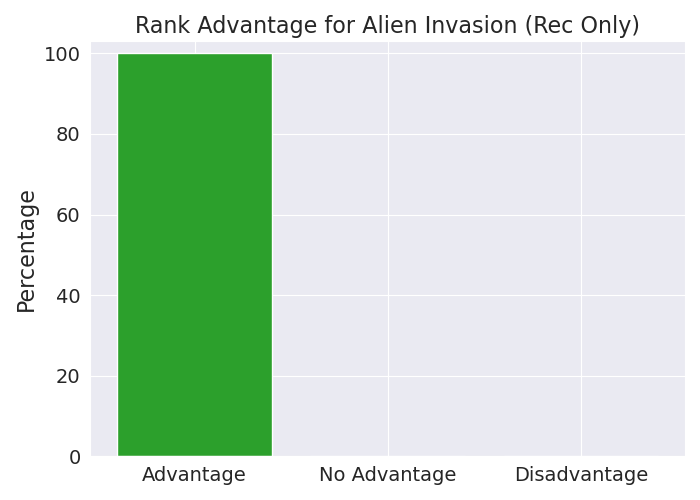 Rank Advantage for Alien Invasion (Rec Only)
100
80
60
40
20
0
Percentage
Advantage
No Advantage
Disadvantage